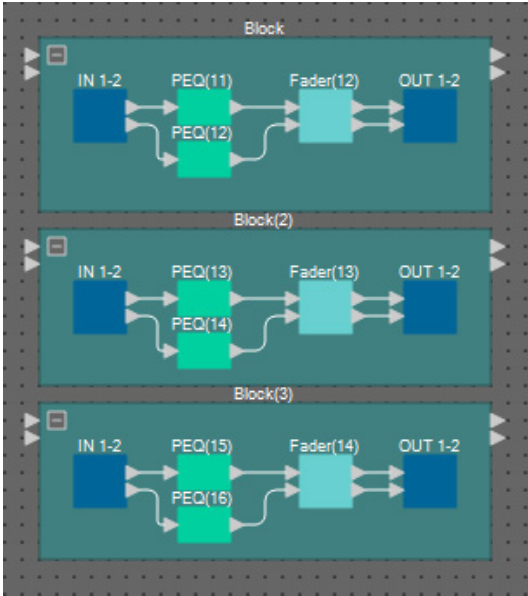 Block
IN 1-2 PEQ(11) Fader(12) OUT 1-2
PEQ(12)
Block(2)
IN 1-2 PEQ(13) Fader(13) OUT 1-2
PEQ(14)
Block(3)
IN 1-2 PEQ(15) Fader(14) OUT 1-2
PEQ(16)